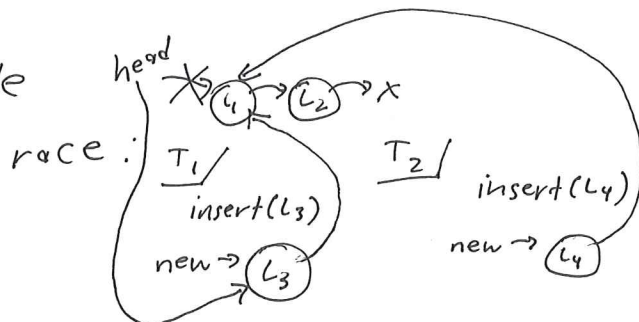 head
L1 → L2 → x
race :
T1
T2
insert(L3)
insert(L4)
new → L3
new → L4